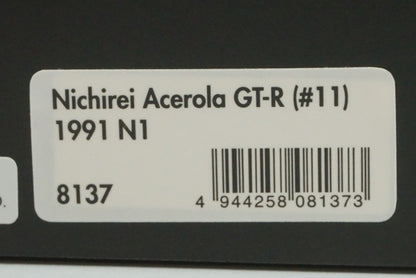 Nichirei Acerola GT-R (#11)
1991 N1
8137
4 944258 081373